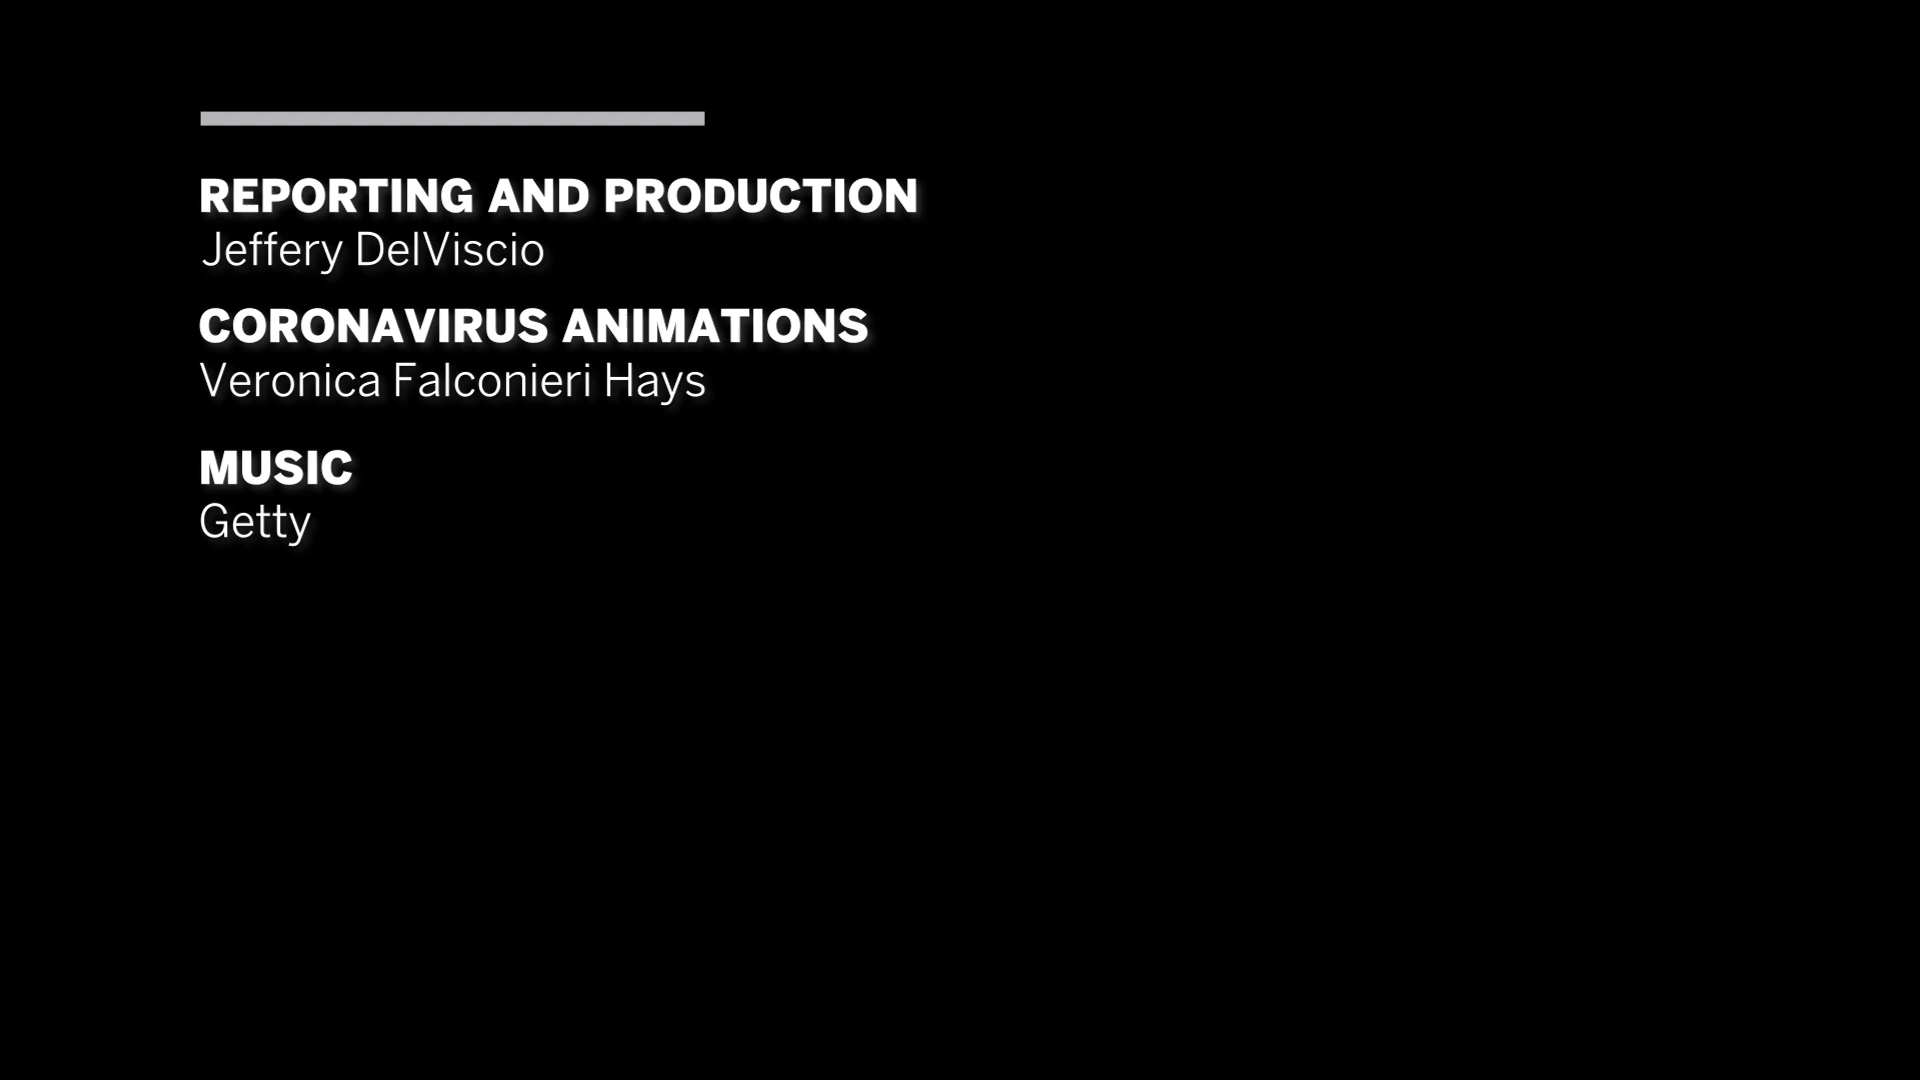 REPORTING AND PRODUCTION
Jeffery DelViscio
CORONAVIRUS ANIMATIONS
Veronica Falconieri Hays
MUSIC
Getty